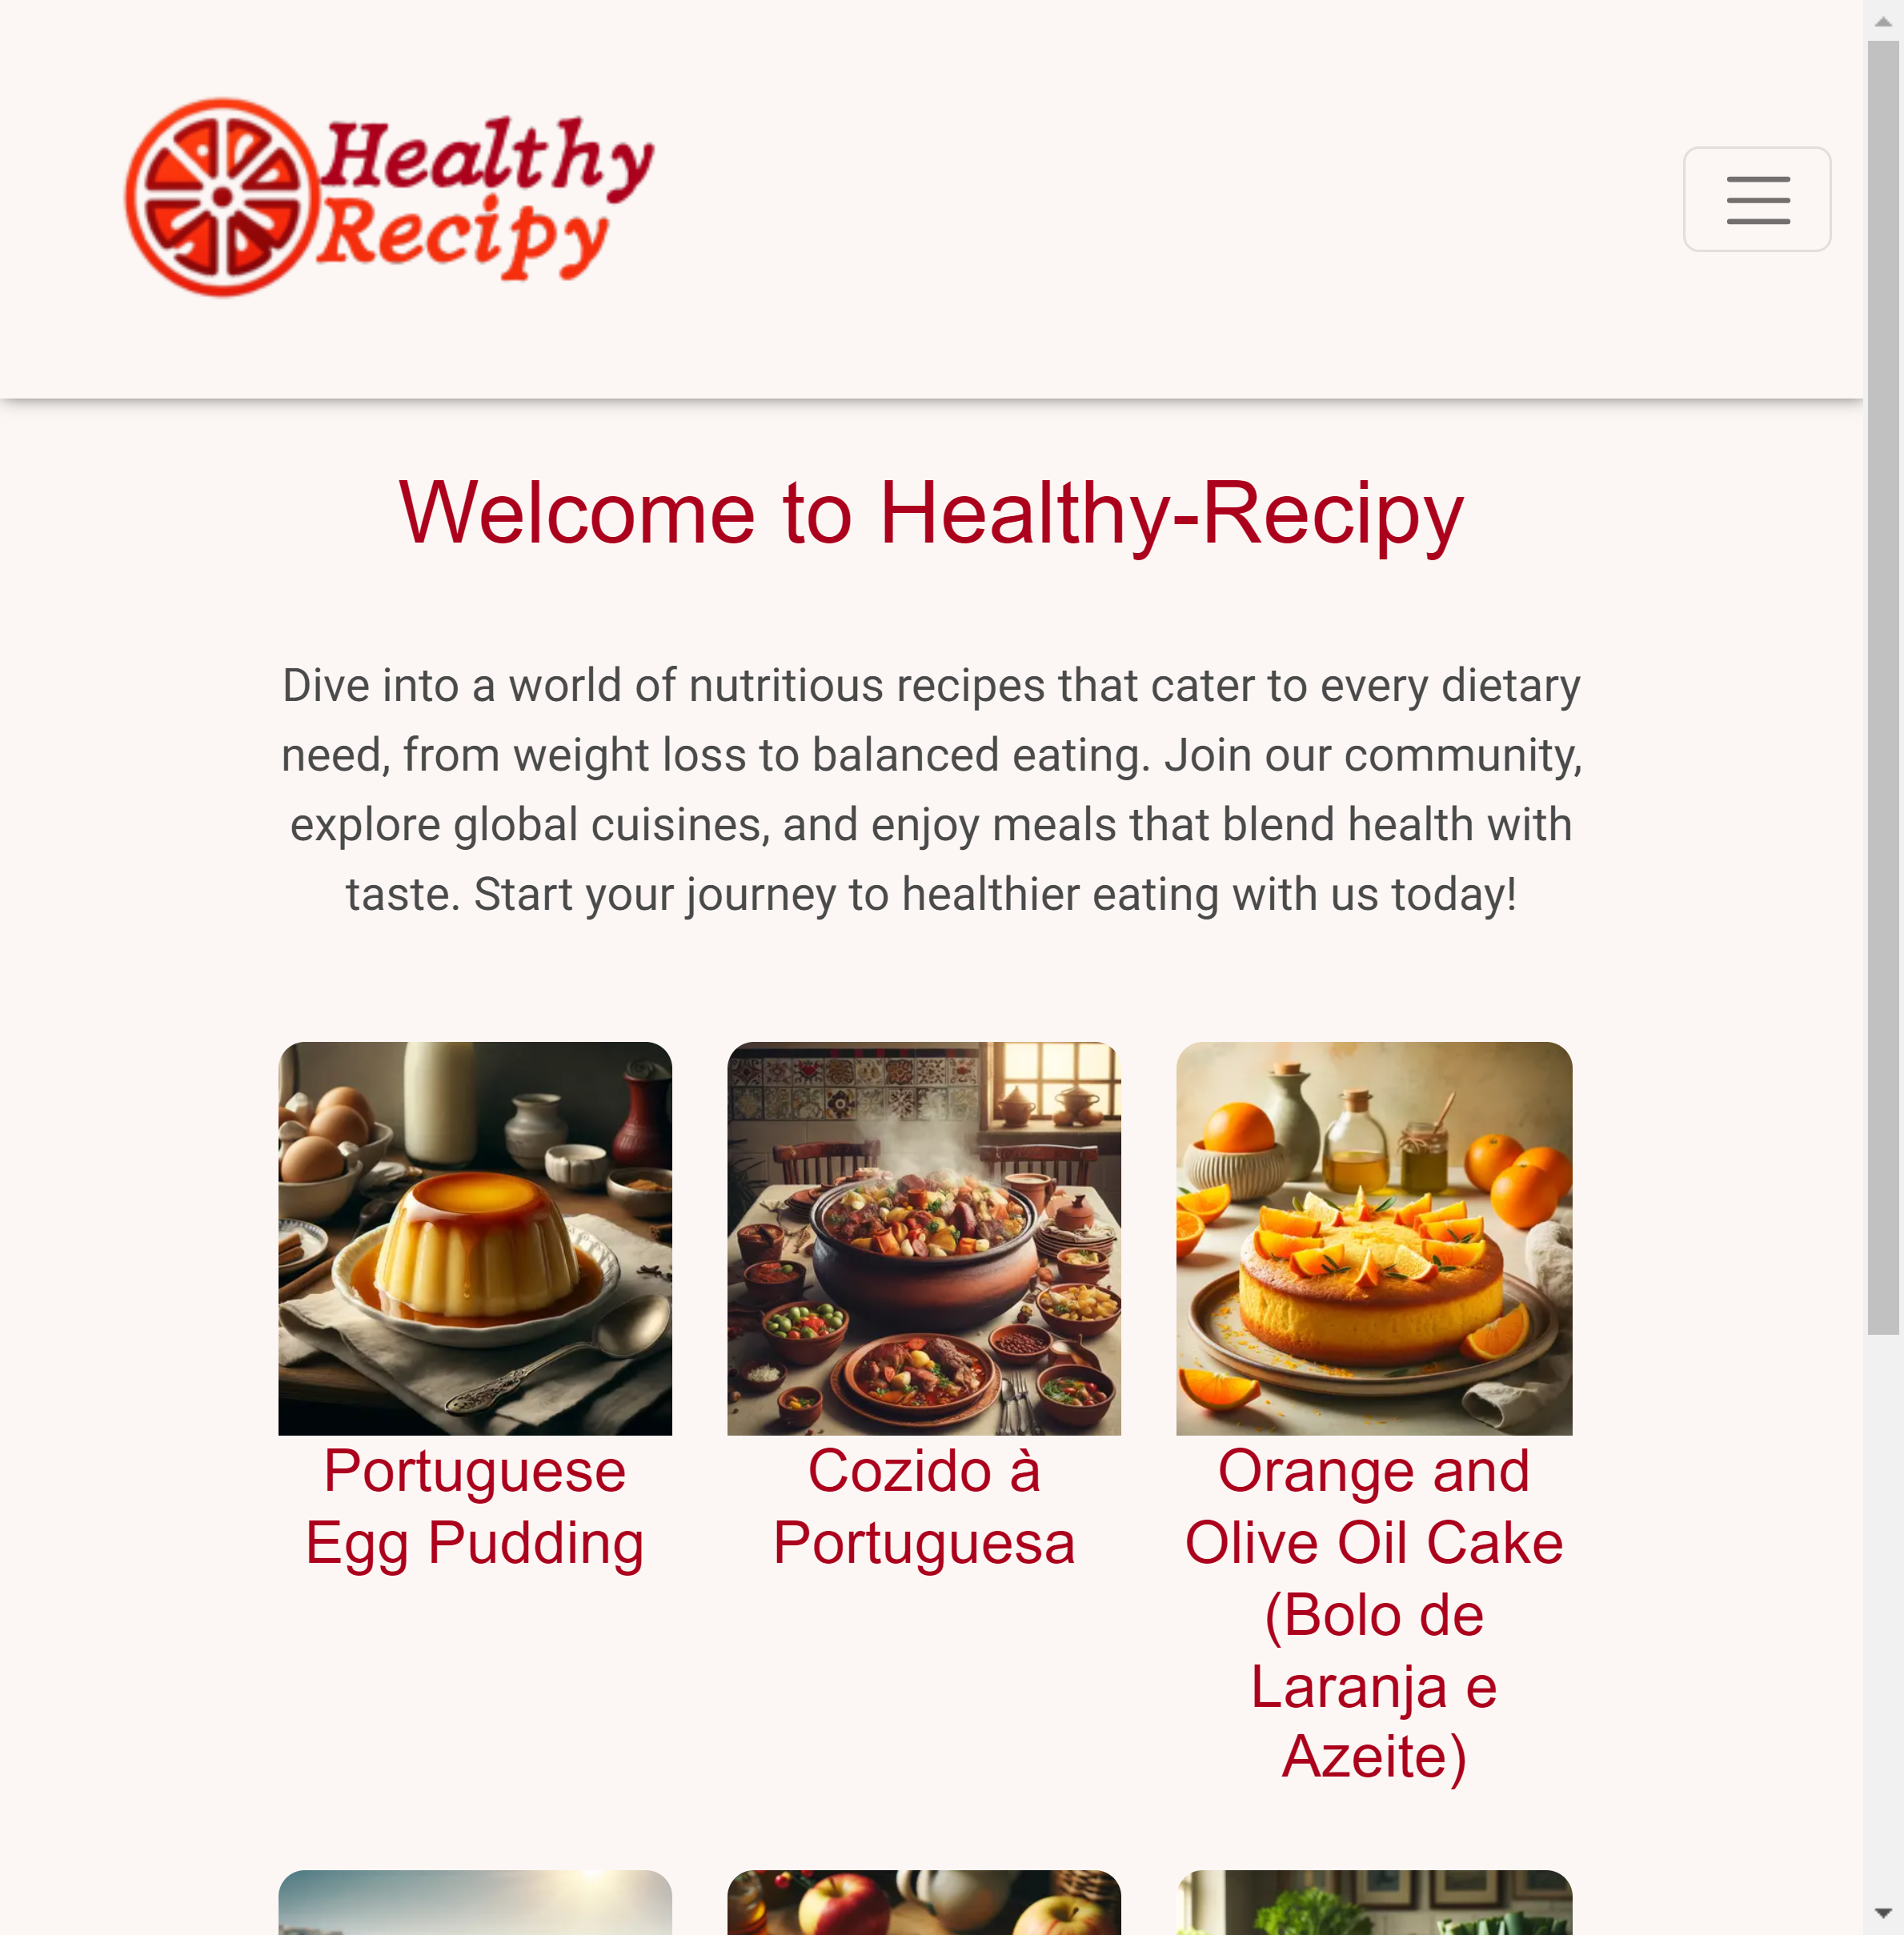 Healthy
Recipy
Welcome to Healthy-Recipy
Dive into a world of nutritious recipes that cater to every dietary
need, from weight loss to balanced eating. Join our community,
explore global cuisines, and enjoy meals that blend health with
taste. Start your journey to healthier eating with us today!
Portuguese
Egg Pudding
Cozido à
Portuguesa
Orange and
Olive Oil Cake
(Bolo de
Laranja e
Azeite)